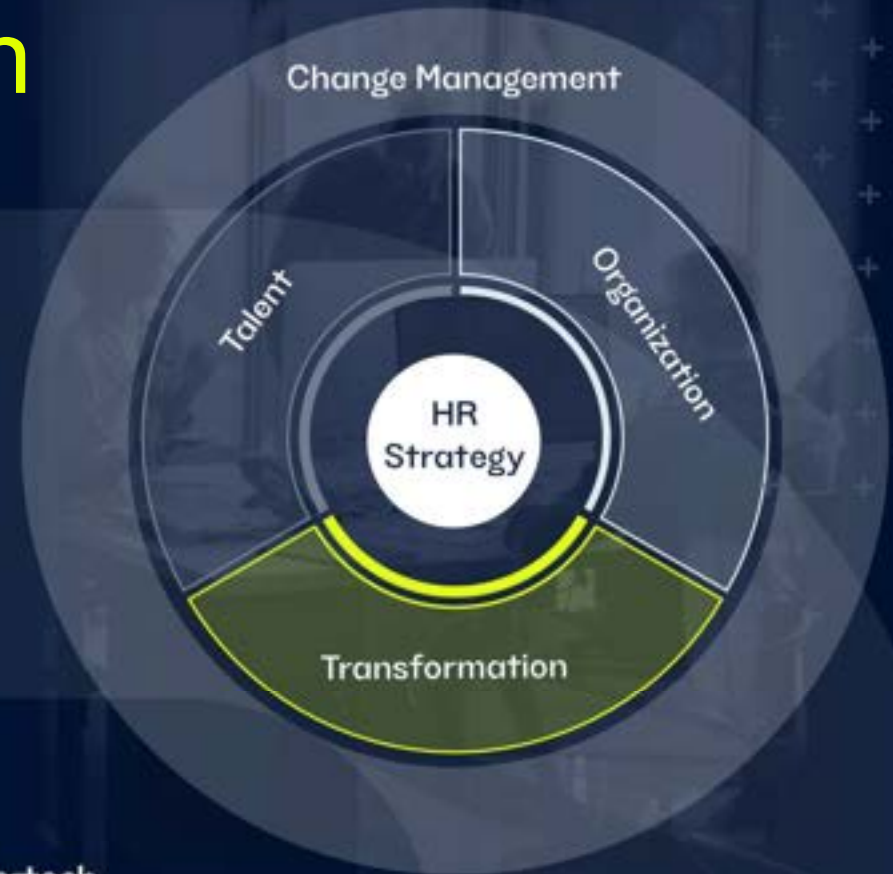 n
Change Management
Talent
Organization
HR
Strategy
Transformation